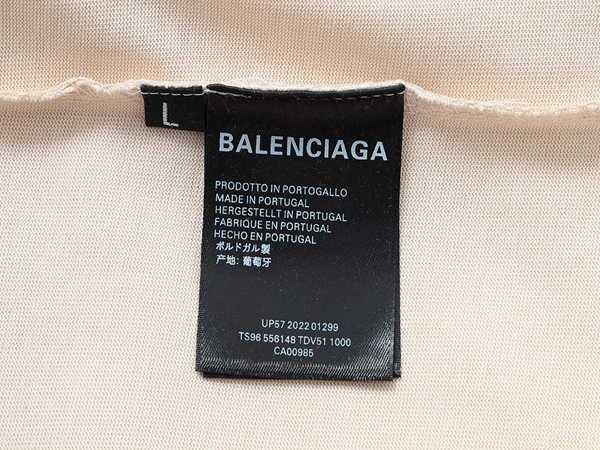 L
BALENCIAGA
PRODOTTO IN PORTOGALLO
MADE IN PORTUGAL
HERGESTELLT IN PORTUGAL
FABRIQUE EN PORTUGAL
HECHO EN PORTUGAL
ポルドガル製
产地: 葡萄牙
UP57 2022 01299
TS96 556148 TDV51 1000
CA00985